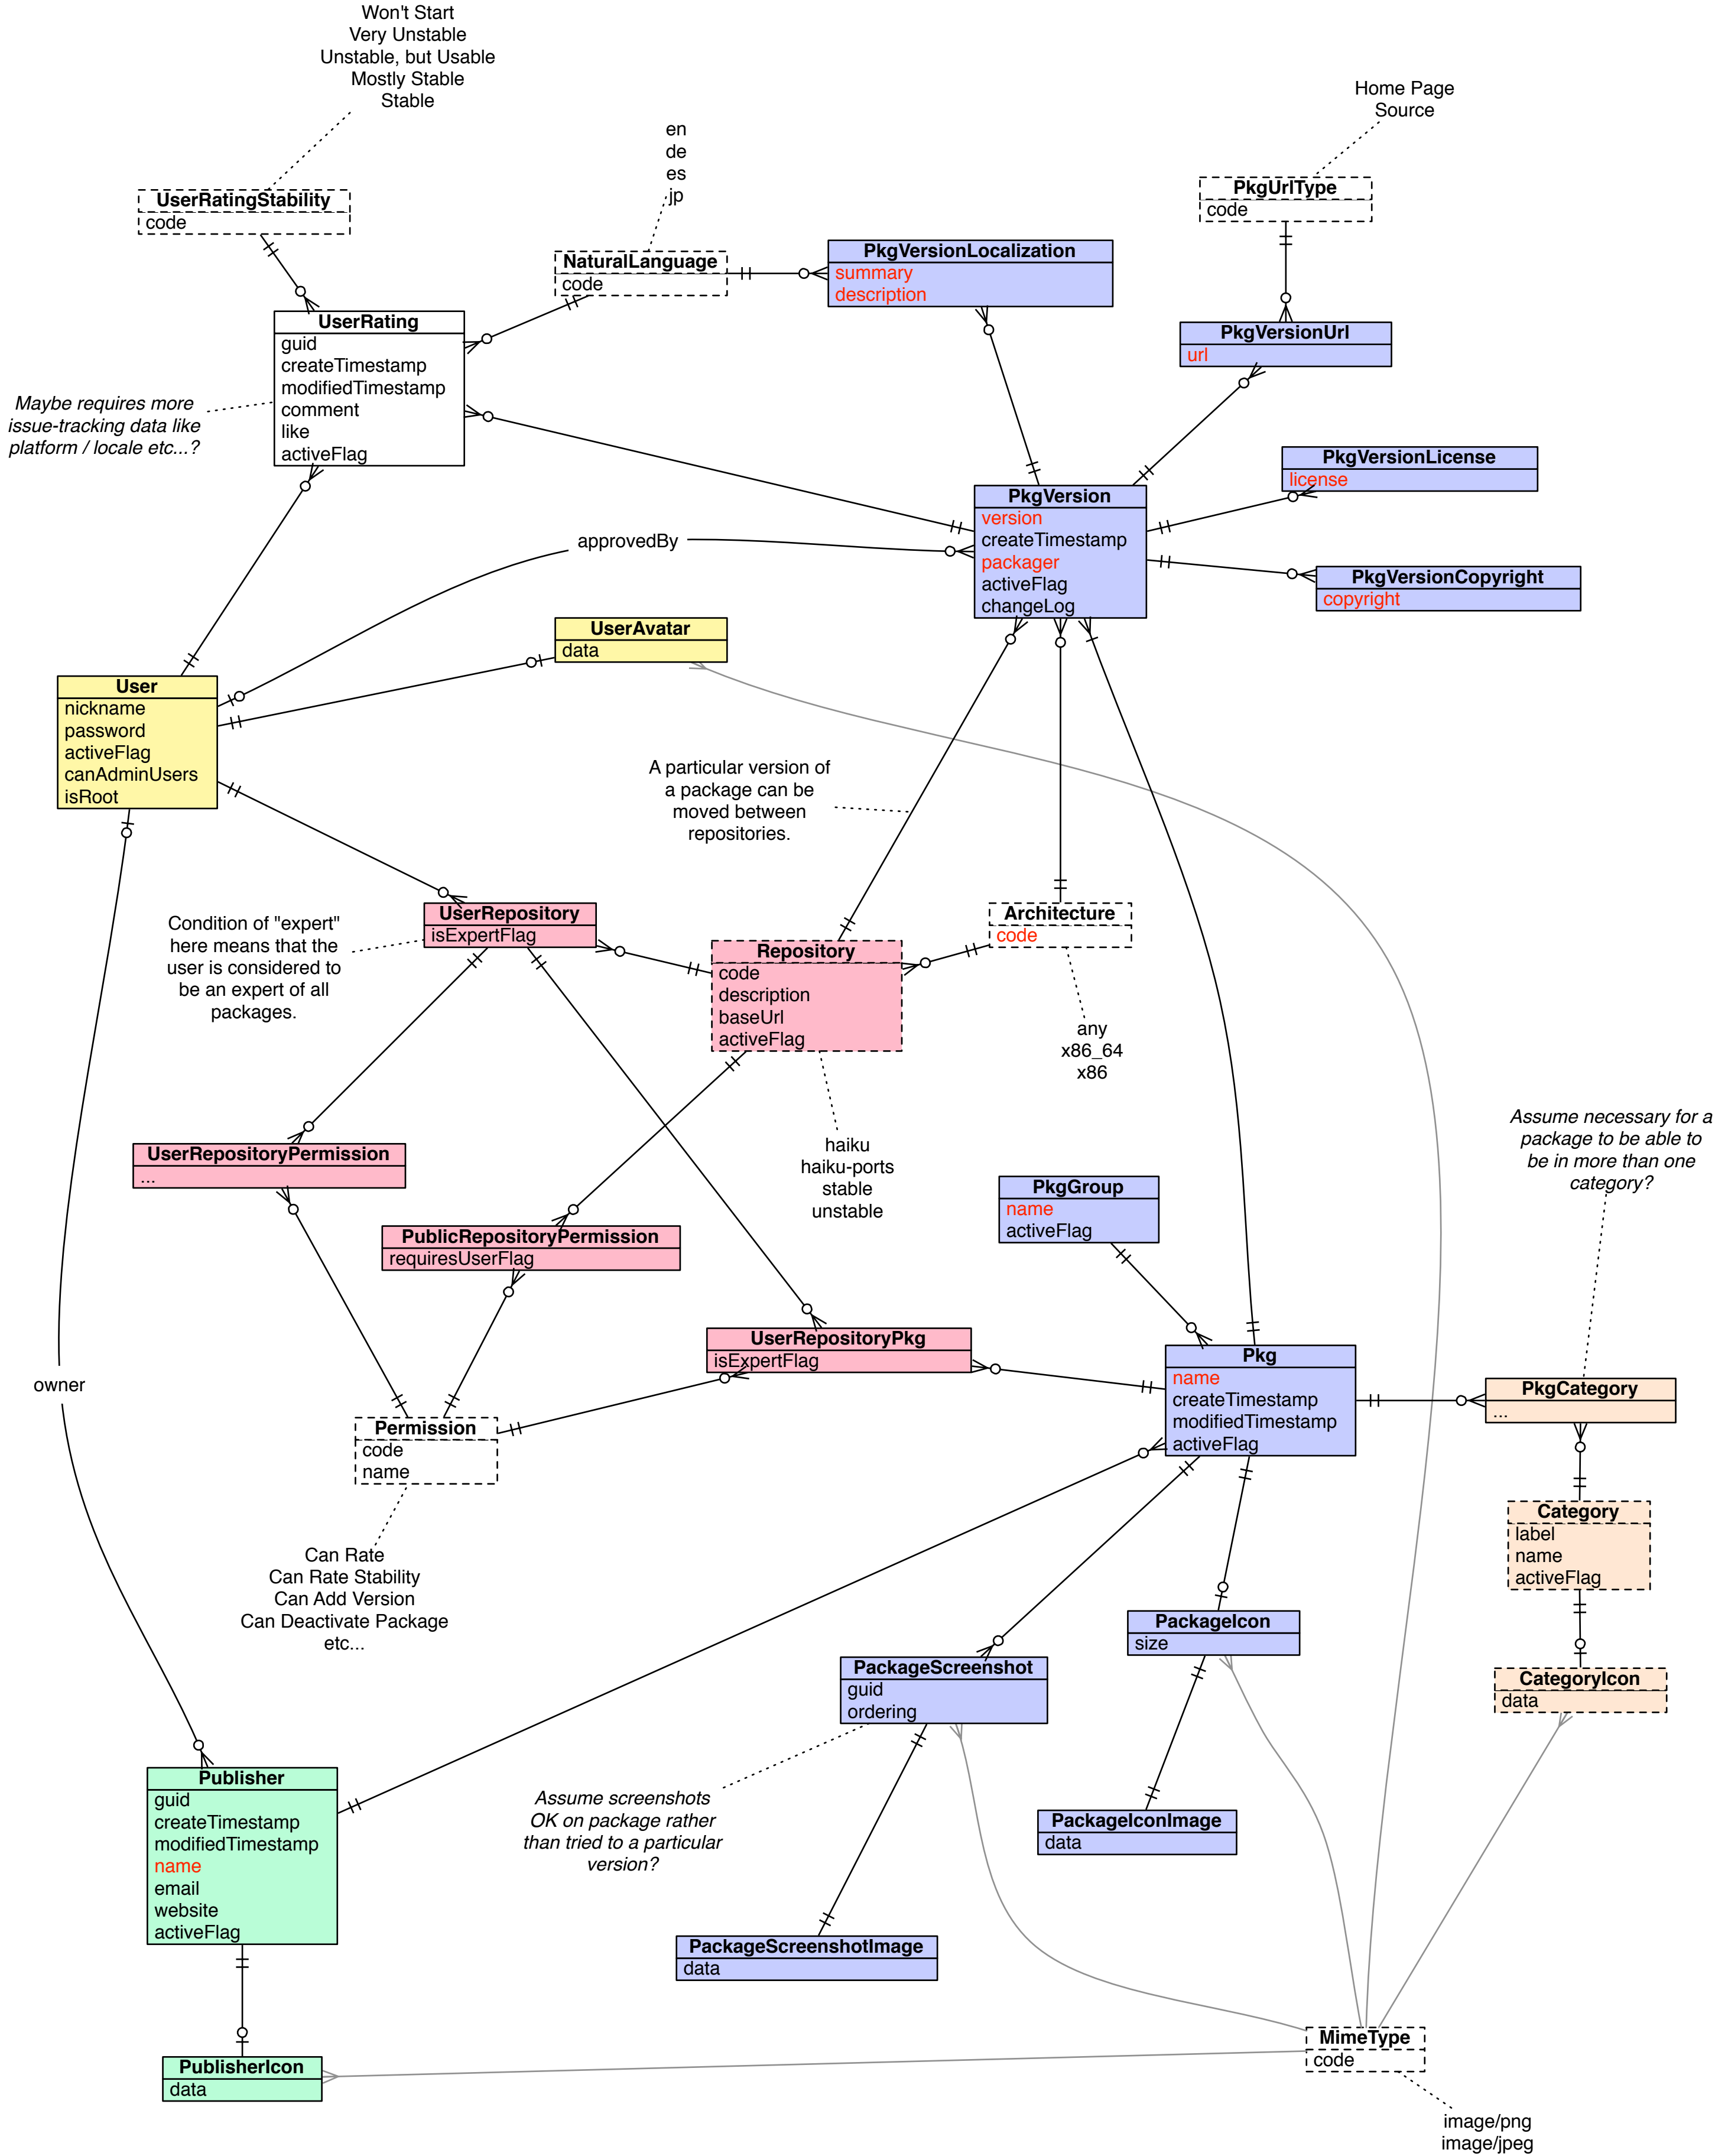 Won't Start
Very Unstable
Unstable, but Usable
Mostly Stable
Stable
Home Page
Source
en
de
es
jp
UserRatingStability
code
PkgUrlType
code
NaturalLanguage
code
PkgVersionLocalization
summary
description
UserRating
guid
createTimestamp
modifiedTimestamp
comment
like
activeFlag
PkgVersionUrl
url
Maybe requires more
issue-tracking data like
platform / locale etc...?
PkgVersionLicense
license
PkgVersion
version
createTimestamp
packager
activeFlag
changeLog
approvedBy
PkgVersionCopyright
copyright
UserAvatar
data
User
nickname
password
activeFlag
canAdminUsers
isRoot
A particular version of
a package can be
moved between
repositories.
Condition of "expert"
here means that the
user is considered to
be an expert of all
packages.
UserRepository
isExpertFlag
Architecture
code
Repository
code
description
baseUrl
activeFlag
any
x86_64
x86
haiku
haiku-ports
stable
unstable
Assume necessary for a
package to be able to
be in more than one
category?
UserRepositoryPermission
...
PkgGroup
name
activeFlag
PublicRepositoryPermission
requiresUserFlag
UserRepositoryPkg
isExpertFlag
Pkg
name
createTimestamp
modifiedTimestamp
activeFlag
owner
PkgCategory
...
Permission
code
name
Category
label
name
activeFlag
Can Rate
Can Rate Stability
Can Add Version
Can Deactivate Package
etc...
PackageIcon
size
PackageScreenshot
guid
ordering
CategoryIcon
data
Publisher
guid
createTimestamp
modifiedTimestamp
name
email
website
activeFlag
Assume screenshots
OK on package rather
than tried to a particular
version?
PackageIconImage
data
PackageScreenshotImage
data
MimeType
code
PublisherIcon
data
image/png
image/jpeg